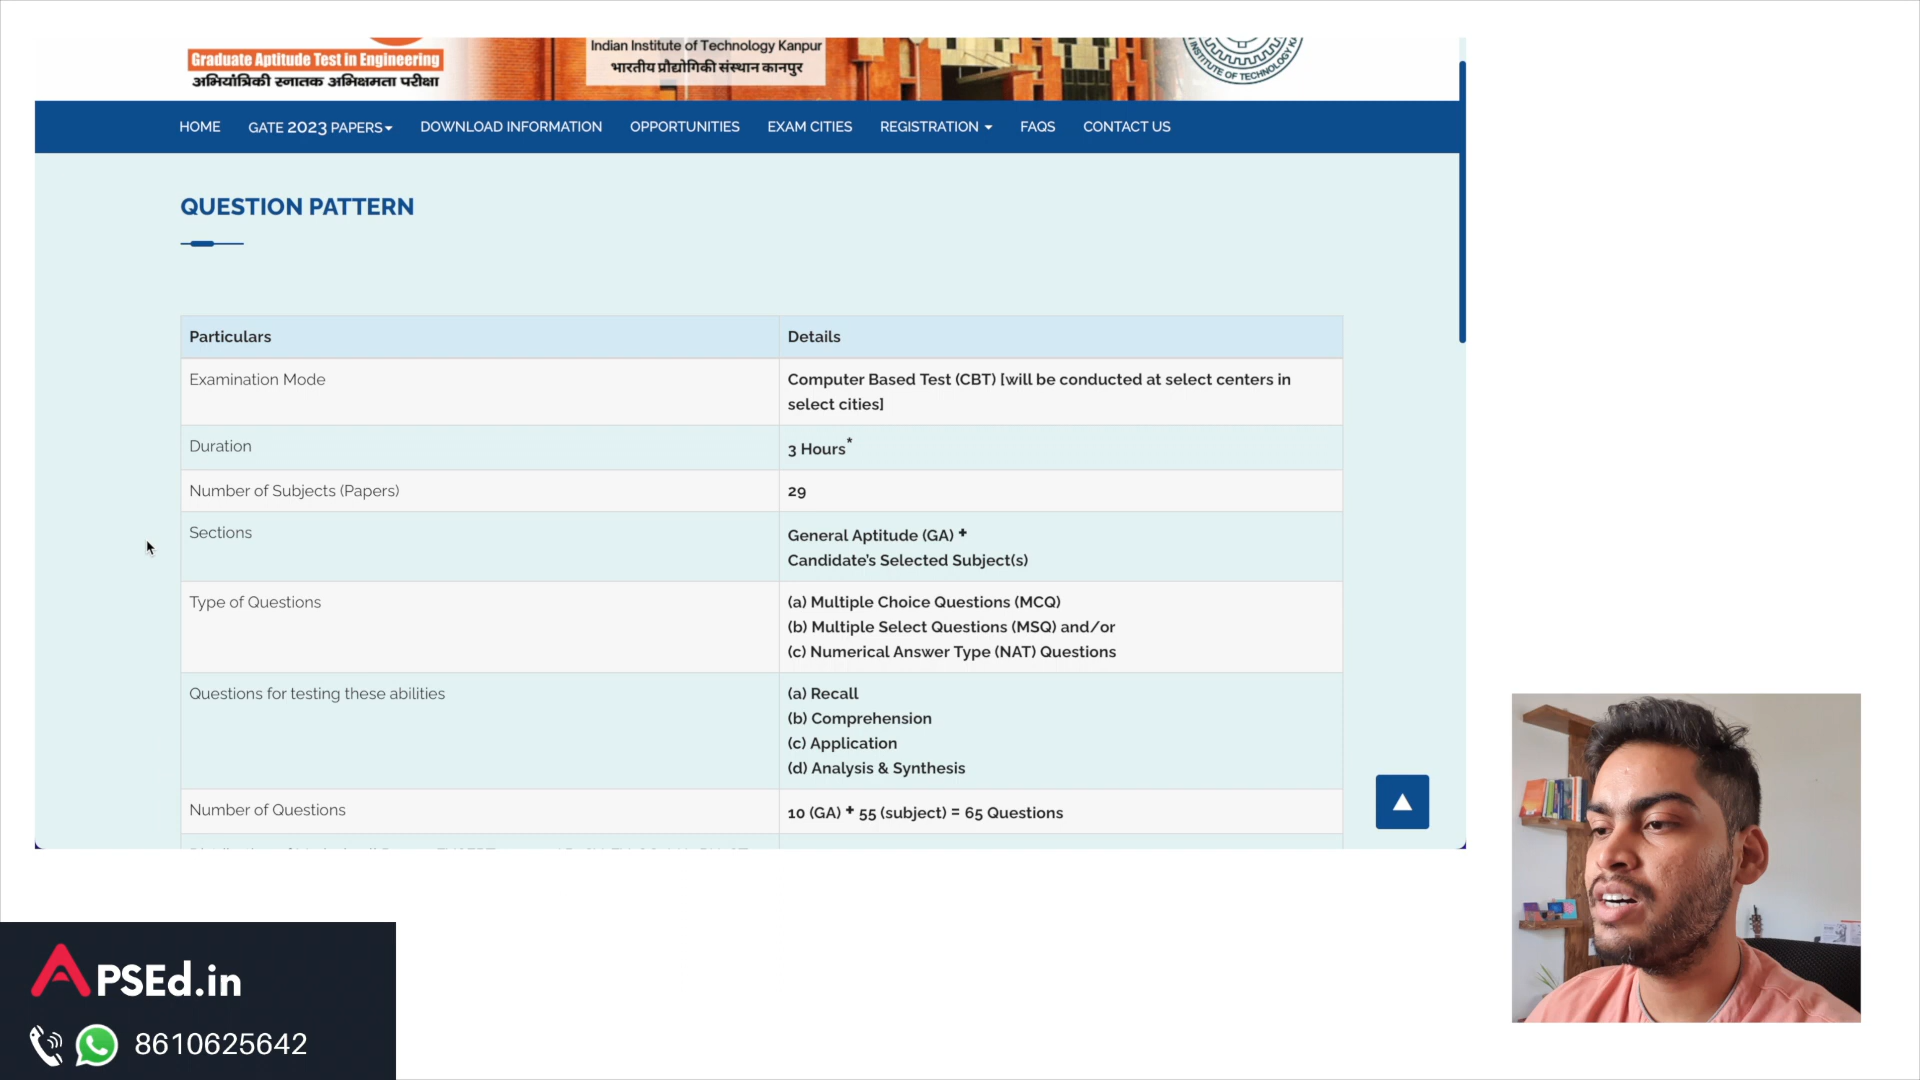 Graduate Aptitude Test in Engineering
अभियांत्रिकी स्नातक अभिक्षमता परीक्षा
Indian Institute of Technology Kanpur
भारतीय प्रौद्योगिकी संस्थान कानपुर
INSTITUTE OF TECHNOLOGY
HOME GATE 2023 PAPERS DOWNLOAD INFORMATION OPPORTUNITIES EXAM CITIES REGISTRATION FAQS CONTACT US
QUESTION PATTERN
Particulars Details
Examination Mode Computer Based Test (CBT) [will be conducted at select centers in
select cities]
Duration 3 Hours*
Number of Subjects (Papers) 29
Sections General Aptitude (GA) +
Candidate's Selected Subject(s)
Type of Questions (a) Multiple Choice Questions (MCQ)
(b) Multiple Select Questions (MSQ) and/or
(c) Numerical Answer Type (NAT) Questions
Questions for testing these abilities (a) Recall
(b) Comprehension
(c) Application
(d) Analysis & Synthesis
Number of Questions 10 (GA) + 55 (subject) = 65 Questions
APSEd.in
8610625642